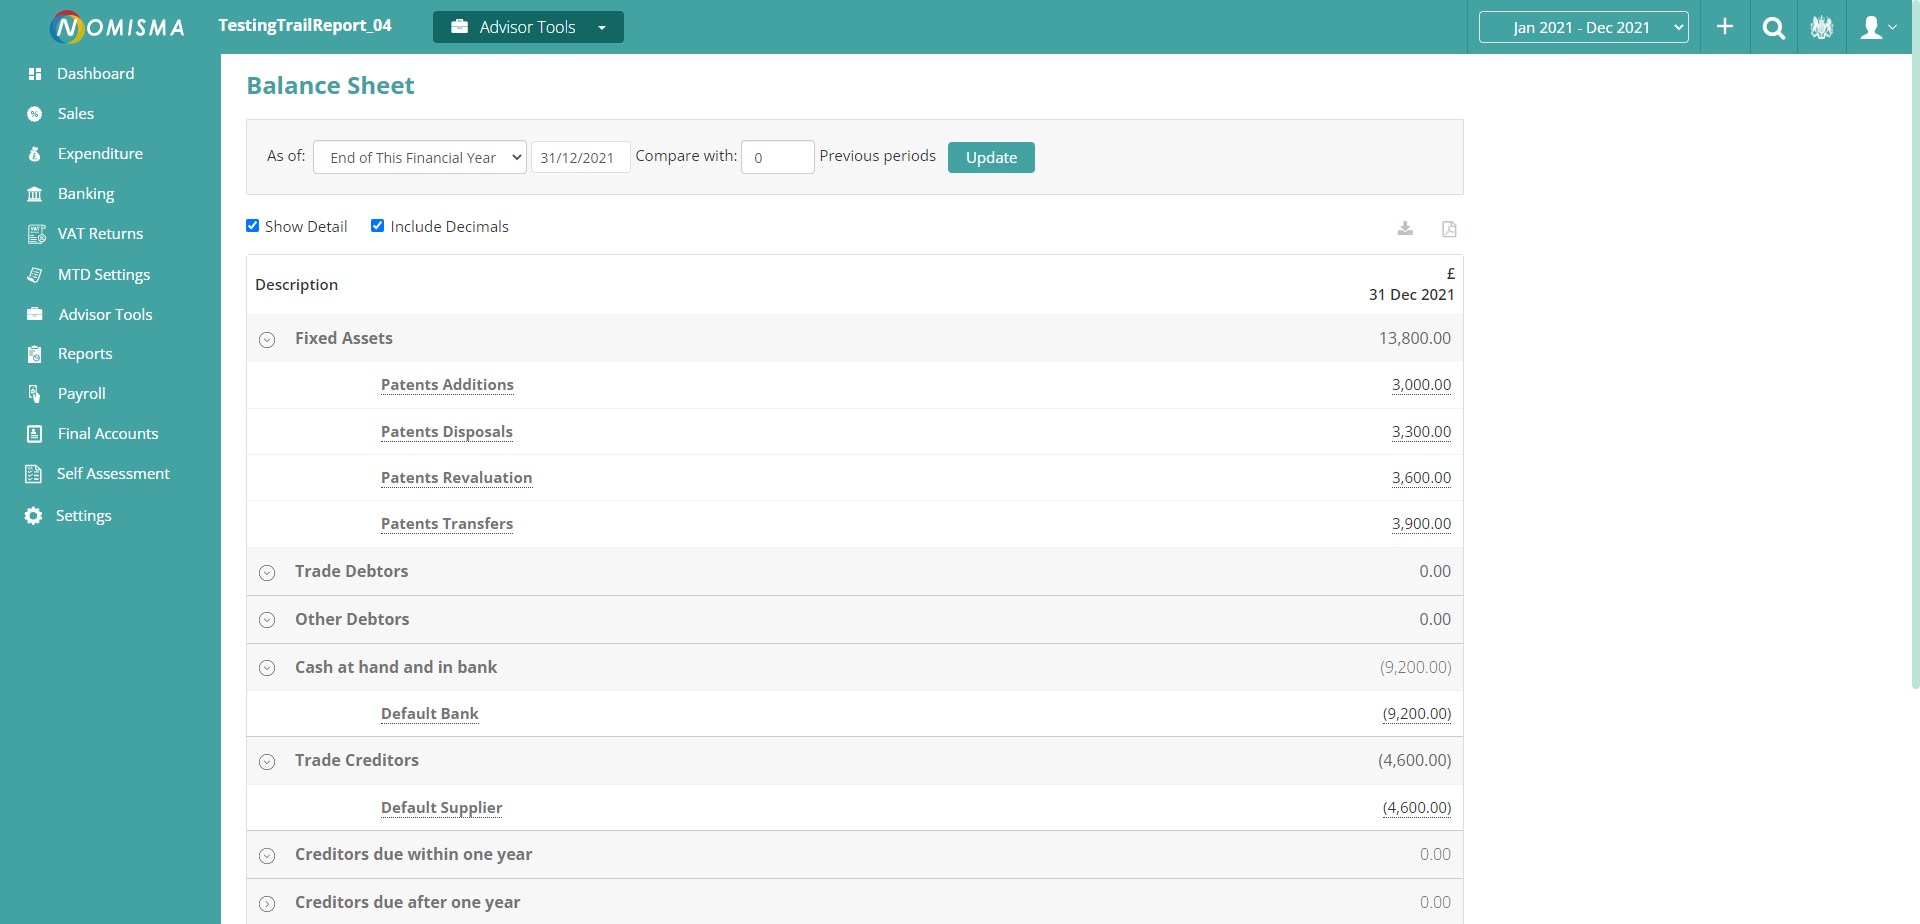 NOMISMA
TestingTrailReport_04
Advisor Tools
Jan 2021 - Dec 2021
Dashboard
Sales
Expenditure
Banking
VAT Returns
MTD Settings
Advisor Tools
Reports
Payroll
Final Accounts
Self Assessment
Settings
Balance Sheet
As of: End of This Financial Year 31/12/2021 Compare with: 0 Previous periods Update
Show Detail Include Decimals
Description £
31 Dec 2021
Fixed Assets 13,800.00
Patents Additions 3,000.00
Patents Disposals 3,300.00
Patents Revaluation 3,600.00
Patents Transfers 3,900.00
Trade Debtors 0.00
Other Debtors 0.00
Cash at hand and in bank (9,200.00)
Default Bank (9,200.00)
Trade Creditors (4,600.00)
Default Supplier (4,600.00)
Creditors due within one year 0.00
Creditors due after one year 0.00